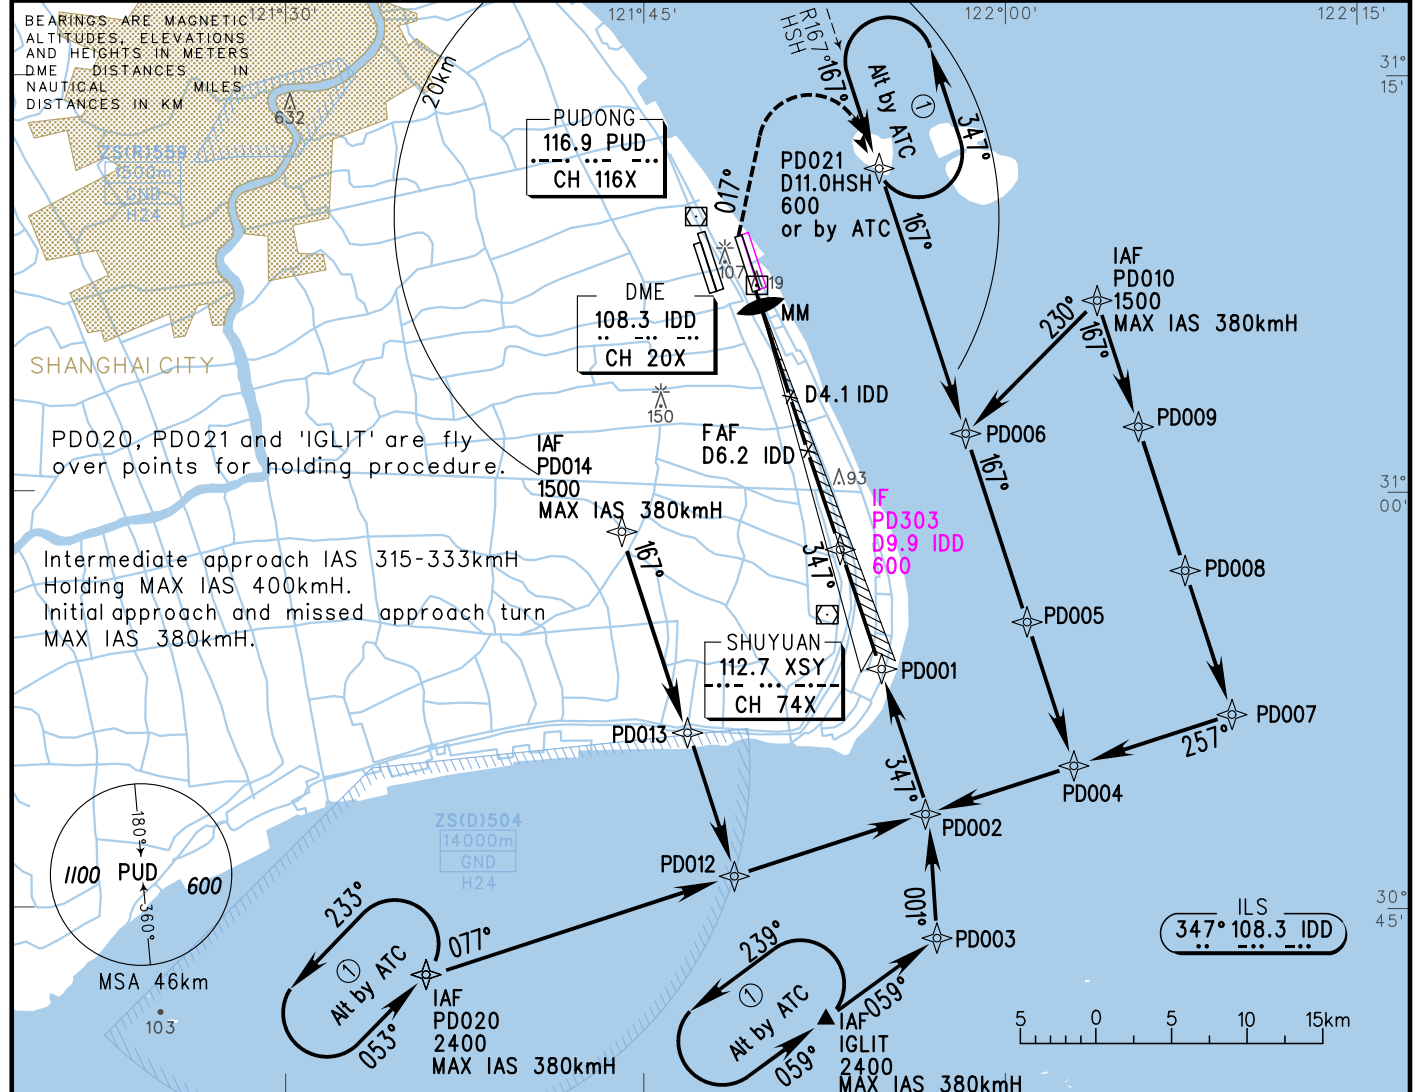 BEARINGS ARE MAGNETIC
ALTITUDES, ELEVATIONS
AND HEIGHTS IN METERS
DME DISTANCES IN
NAUTICAL MILES
DISTANCES IN KM
121°30'
121°45'
122°00'
122°15'
31°
15'
31°
00'
30°
45'
20km
632
ZS(R)559
1500m
GND
H24
SHANGHAI CITY
PUDONG
116.9 PUD
CH 116X
017°
R167°
HSH
167°
Alt by ATC
1
347°
PD021
D11.0HSH
600
or by ATC
167°
IAF
PD010
1500
MAX IAS 380kmH
230°
167°
107
19
MM
DME
108.3 IDD
CH 20X
150
D4.1 IDD
FAF
D6.2 IDD
93
PD006
PD009
167°
PD020, PD021 and 'IGLIT' are fly
over points for holding procedure.
IAF
PD014
1500
MAX IAS 380kmH
167°
IF
PD303
D9.9 IDD
600
347°
Intermediate approach IAS 315-333kmH
Holding MAX IAS 400kmH.
Initial approach and missed approach turn
MAX IAS 380kmH.
PD008
PD005
SHUYUAN
112.7 XSY
CH 74X
PD001
PD013
PD007
257°
PD004
347°
PD002
ZS(D)504
14000m
GND
H24
PD012
180°
1100 PUD 600
360°
MSA 46km
103
233°
077°
1
Alt by ATC
053°
IAF
PD020
2400
MAX IAS 380kmH
001°
PD003
239°
1
Alt by ATC
059°
059°
IAF
IGLIT
2400
MAX IAS 380kmH
ILS
347° 108.3 IDD
5 0 5 10 15km